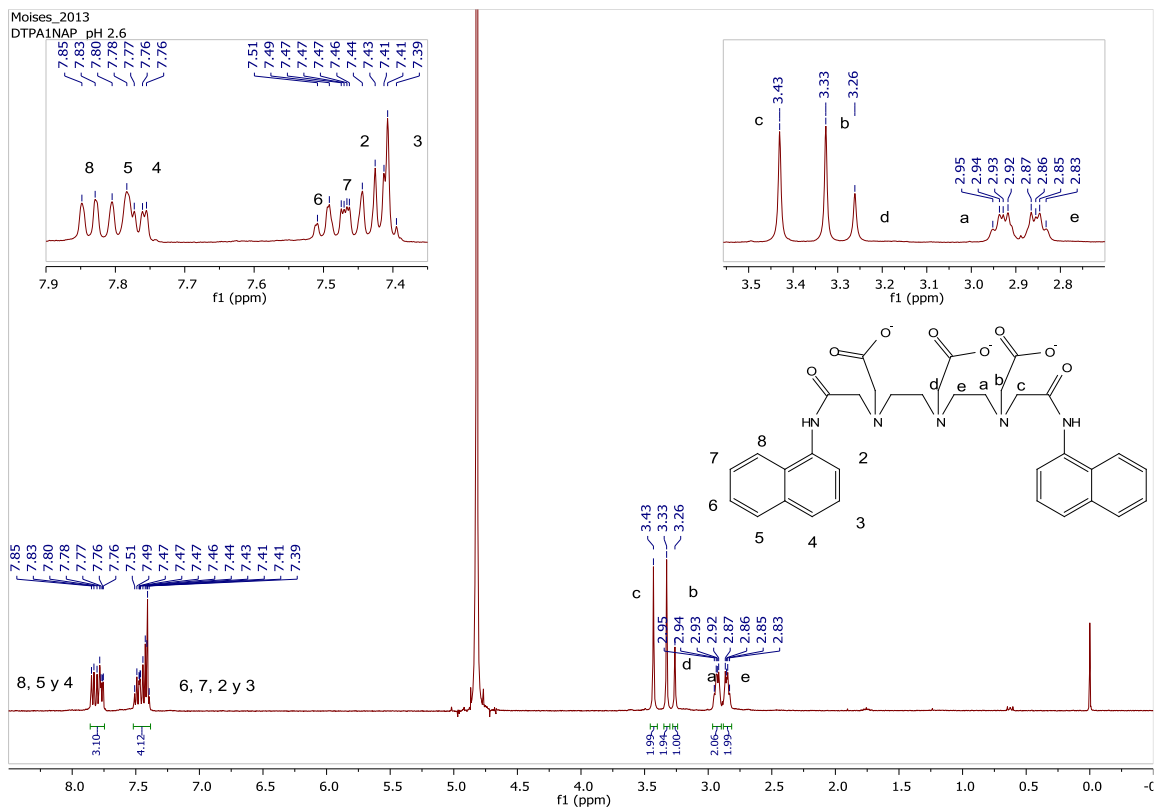 Moises_2013
DTPA1NAP pH 2.6
7.85 7.83 7.80 7.78 7.77 7.76 7.76
7.51 7.49 7.47 7.47 7.47 7.46 7.44 7.43 7.41 7.41 7.39
8 5 4 6 7 2 3
7.9 7.8 7.7 7.6 7.5 7.4
f1 (ppm)
3.43 3.33 3.26
2.95 2.94 2.93 2.92 2.87 2.86 2.85 2.83
c b d a e
3.5 3.4 3.3 3.2 3.1 3.0 2.9 2.8
f1 (ppm)
O O- O O- O O-
O d e a b c O
NH N N N NH
8 2
7
6 3
5 4
7.85 7.83 7.80 7.78 7.77 7.76 7.76 7.51 7.49 7.47 7.47 7.47 7.46 7.44 7.43 7.41 7.41 7.39
3.43 3.33 3.26
c b
2.95 2.94 2.93 2.92 2.87 2.86 2.85 2.83
d a e
8, 5 y 4
6, 7, 2 y 3
3.10 4.12 1.99 1.94 1.00 2.06 1.99
8.0 7.5 7.0 6.5 6.0 5.5 5.0 4.5 4.0 3.5 3.0 2.5 2.0 1.5 1.0 0.5 0.0 -0
f1 (ppm)